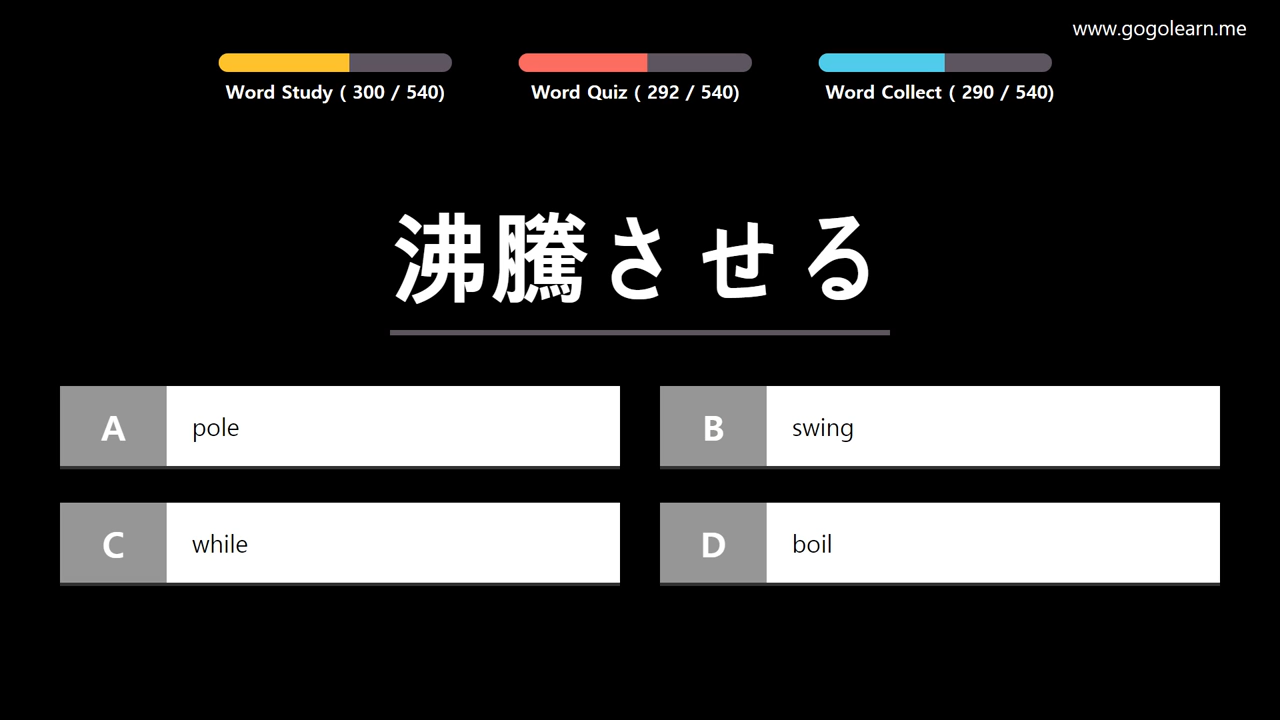 www.gogolearn.me
Word Study ( 300 / 540)
Word Quiz ( 292 / 540)
Word Collect ( 290 / 540)
沸騰させる
A pole
B swing
C while
D boil